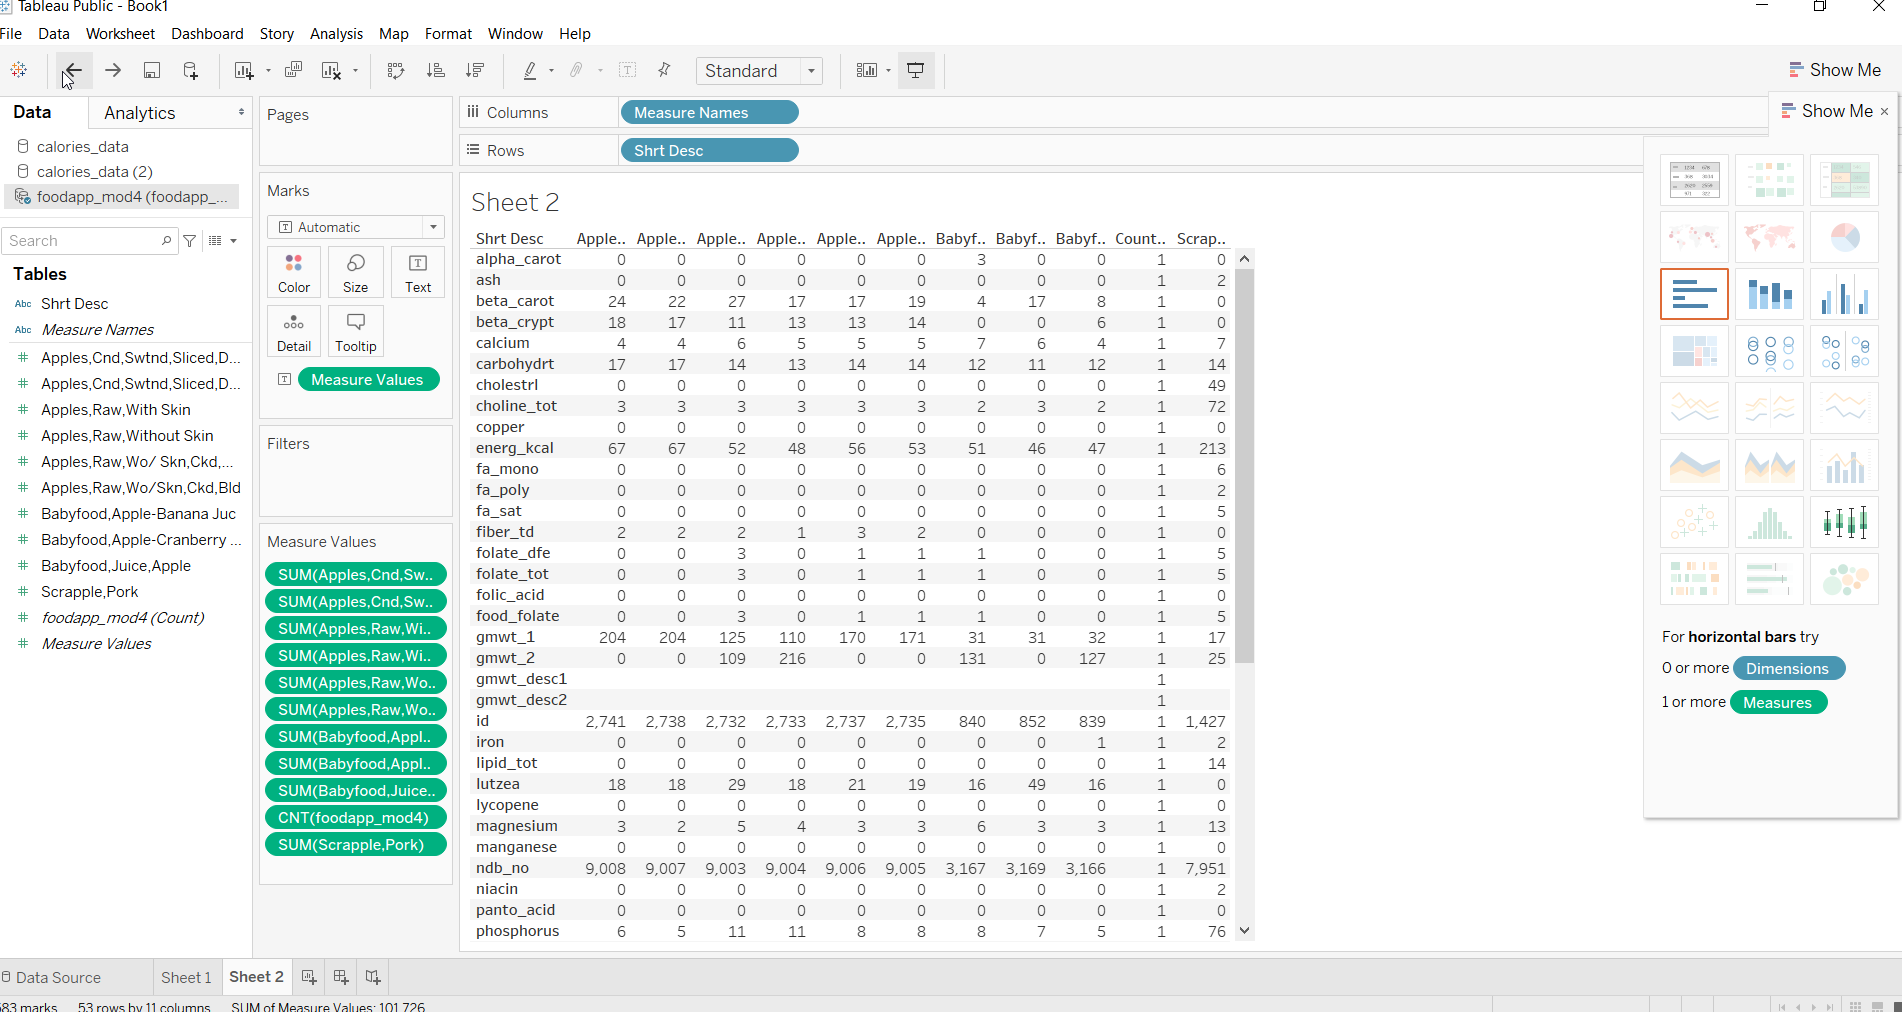 Tableau Public - Book1
File Data Worksheet Dashboard Story Analysis Map Format Window Help
Standard
Show Me
Data Analytics
calories_data
calories_data (2)
foodapp_mod4 (foodapp_...
Search
Tables
Abc Shrt Desc
Abc Measure Names
# Apples,Cnd,Swtnd,Sliced,D...
# Apples,Cnd,Swtnd,Sliced,D...
# Apples,Raw,With Skin
# Apples,Raw,Without Skin
# Apples,Raw,Wo/ Skn,Ckd,...
# Apples,Raw,Wo/Skn,Ckd,Bld
# Babyfood,Apple-Banana Juc
# Babyfood,Apple-Cranberry ...
# Babyfood,Juice,Apple
# Scrapple,Pork
# foodapp_mod4 (Count)
# Measure Values
Pages
Marks
T Automatic
Color Size Text
Detail Tooltip
T Measure Values
Filters
Measure Values
SUM(Apples,Cnd,Sw..
SUM(Apples,Cnd,Sw..
SUM(Apples,Raw,Wi..
SUM(Apples,Raw,Wi..
SUM(Apples,Raw,Wo..
SUM(Apples,Raw,Wo..
SUM(Babyfood,Appl..
SUM(Babyfood,Appl..
SUM(Babyfood,Juice..
CNT(foodapp_mod4)
SUM(Scrapple,Pork)
Columns Measure Names
Rows Shrt Desc
Sheet 2
Shrt Desc Apple.. Apple.. Apple.. Apple.. Apple.. Apple.. Babyf.. Babyf.. Babyf.. Count.. Scrap..
alpha_carot 0 0 0 0 0 0 3 0 0 1 0
ash 0 0 0 0 0 0 0 0 0 1 2
beta_carot 24 22 27 17 17 19 4 17 8 1 0
beta_crypt 18 17 11 13 13 14 0 0 6 1 0
calcium 4 4 6 5 5 5 7 6 4 1 7
carbohydrt 17 17 14 13 14 14 12 11 12 1 14
cholestrl 0 0 0 0 0 0 0 0 0 1 49
choline_tot 3 3 3 3 3 3 2 3 2 1 72
copper 0 0 0 0 0 0 0 0 0 1 0
energ_kcal 67 67 52 48 56 53 51 46 47 1 213
fa_mono 0 0 0 0 0 0 0 0 0 1 6
fa_poly 0 0 0 0 0 0 0 0 0 1 2
fa_sat 0 0 0 0 0 0 0 0 0 1 5
fiber_td 2 2 2 1 3 2 0 0 0 1 0
folate_dfe 0 0 3 0 1 1 1 0 0 1 5
folate_tot 0 0 3 0 1 1 1 0 0 1 5
folic_acid 0 0 0 0 0 0 0 0 0 1 0
food_folate 0 0 3 0 1 1 1 0 0 1 5
gmwt_1 204 204 125 110 170 171 31 31 32 1 17
gmwt_2 0 0 109 216 0 0 131 0 127 1 25
gmwt_desc1 1
gmwt_desc2 1
id 2,741 2,738 2,732 2,733 2,737 2,735 840 852 839 1 1,427
iron 0 0 0 0 0 0 0 0 1 1 2
lipid_tot 0 0 0 0 0 0 0 0 0 1 14
lutzea 18 18 29 18 21 19 16 49 16 1 0
lycopene 0 0 0 0 0 0 0 0 0 1 0
magnesium 3 2 5 4 3 3 6 3 3 1 13
manganese 0 0 0 0 0 0 0 0 0 1 0
ndb_no 9,008 9,007 9,003 9,004 9,006 9,005 3,167 3,169 3,166 1 7,951
niacin 0 0 0 0 0 0 0 0 0 1 2
panto_acid 0 0 0 0 0 0 0 0 0 1 0
phosphorus 6 5 11 11 8 8 8 7 5 1 76
Show Me
For horizontal bars try
0 or more Dimensions
1 or more Measures
Data Source Sheet 1 Sheet 2
83 marks 53 rows by 11 columns SUM of Measure Values: 101,726